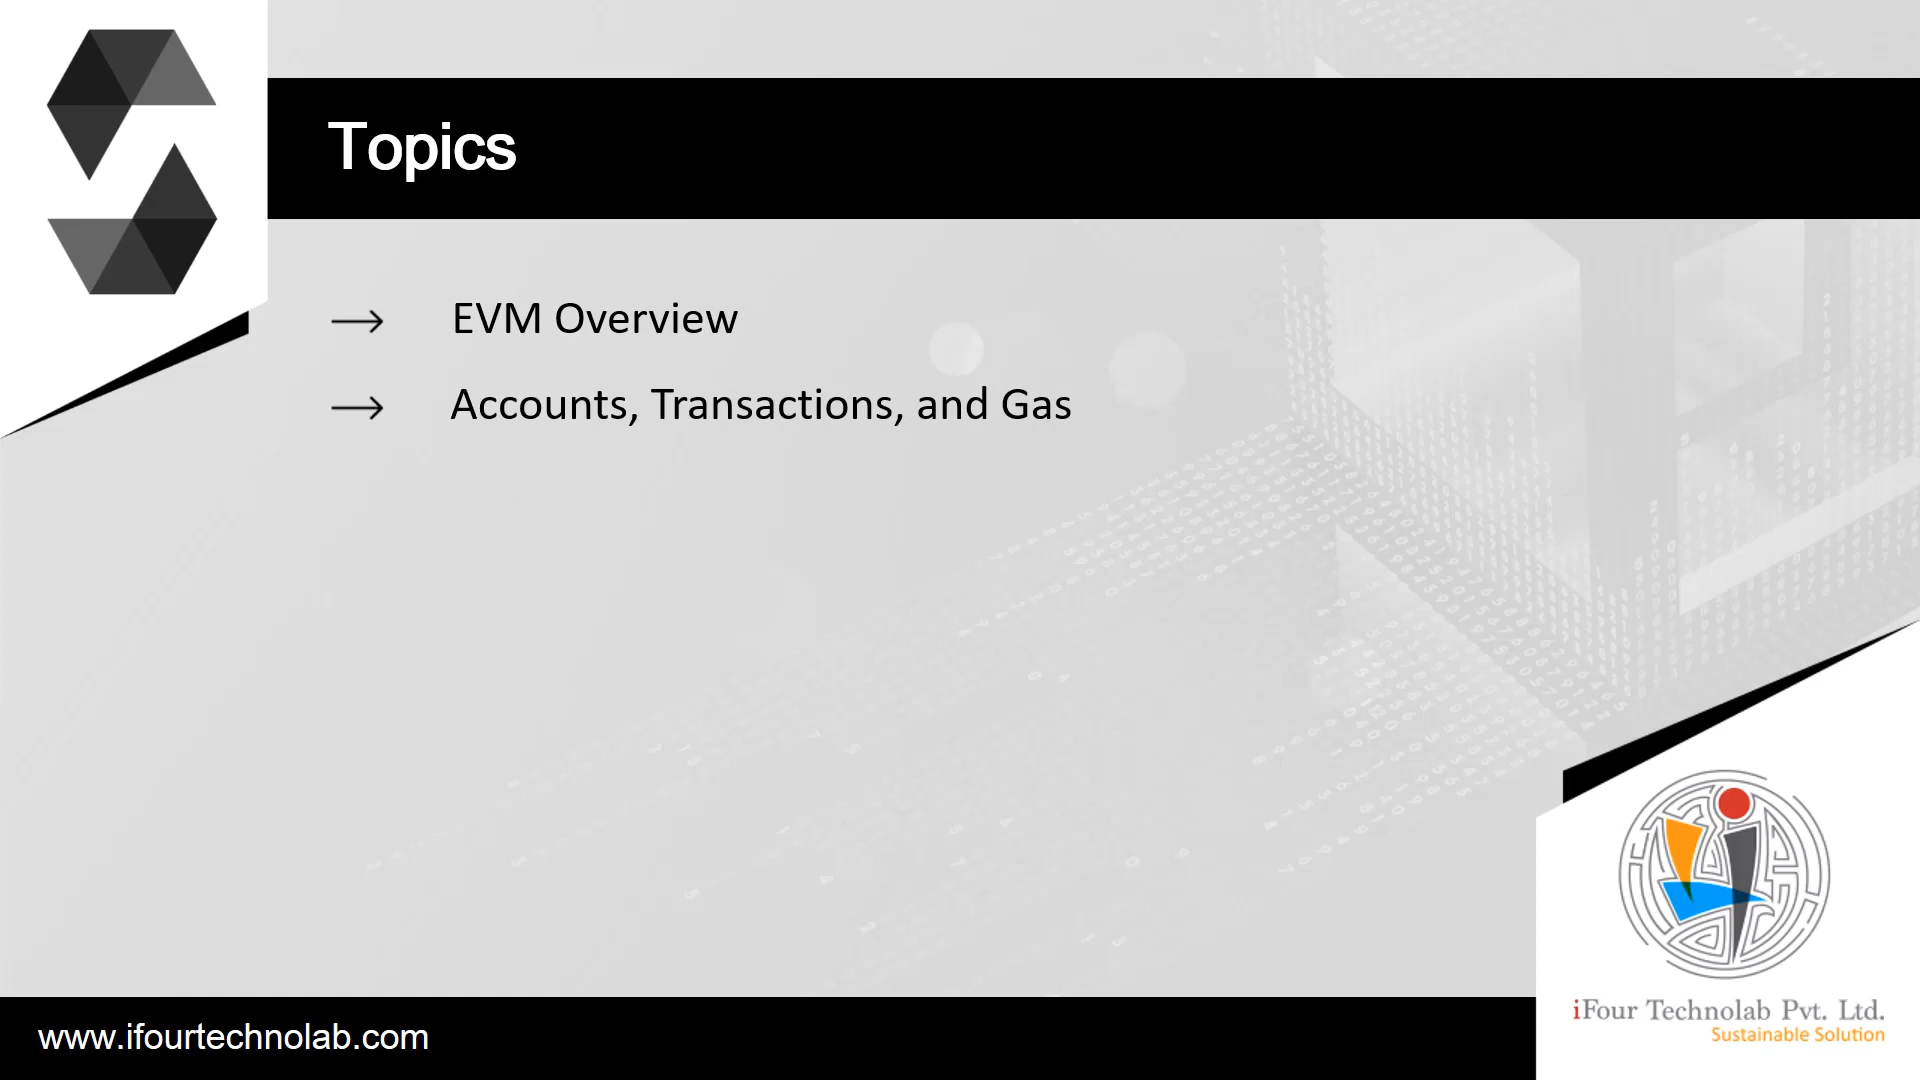 Topics
EVM Overview
Accounts, Transactions, and Gas
www.ifourtechnolab.com
iFour Technolab Pvt. Ltd.
Sustainable Solution